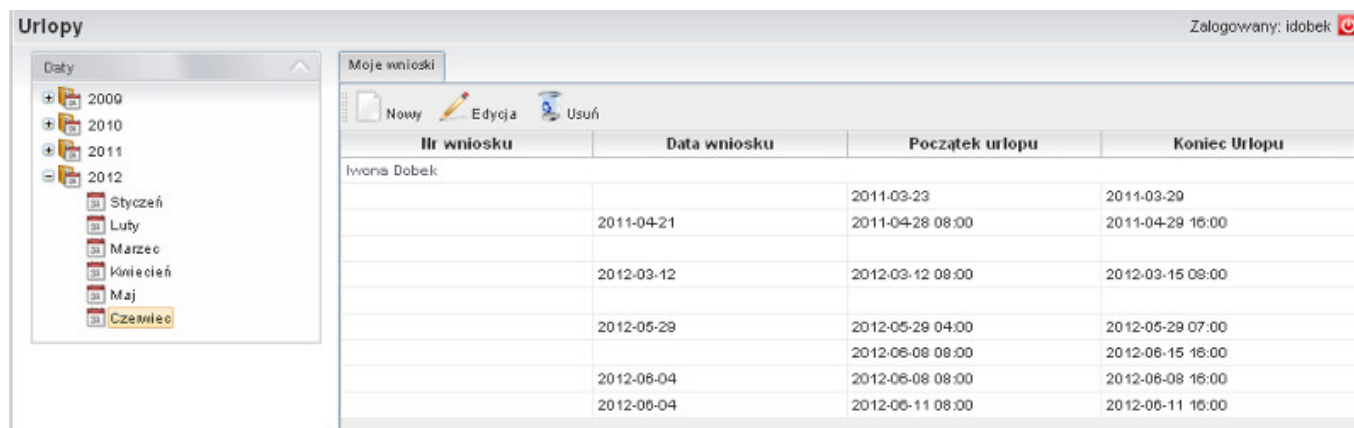 Urlopy
Zalogowany: idobek
Daty
2009
2010
2011
2012
Styczeń
Luty
Marzec
Kwiecień
Maj
Czerwiec
Moje wnioski
Nowy Edycja Usuń
Nr wniosku Data wniosku Początek urlopu Koniec Urlopu
Iwona Dobek
2011-03-23 2011-03-29
2011-04-21 2011-04-28 08:00 2011-04-29 16:00
2012-03-12 2012-03-12 08:00 2012-03-15 08:00
2012-05-29 2012-05-29 04:00 2012-05-29 07:00
2012-06-08 08:00 2012-06-15 16:00
2012-06-04 2012-06-08 08:00 2012-06-08 16:00
2012-06-04 2012-06-11 08:00 2012-06-11 16:00